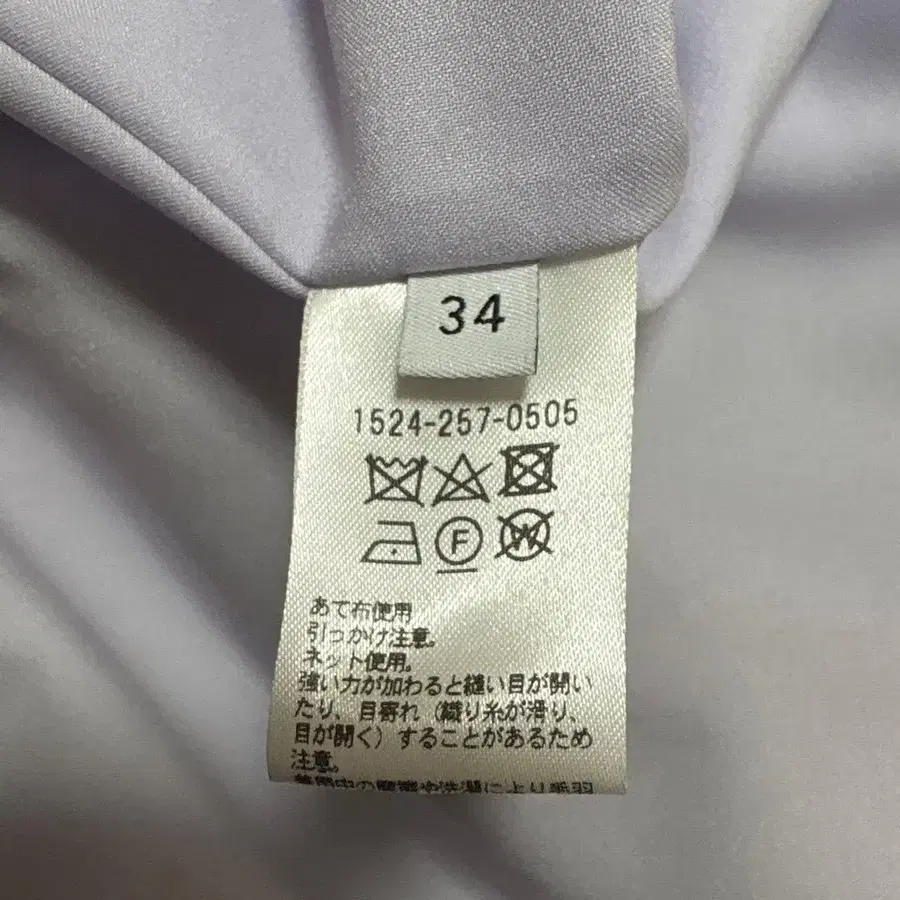 34
1524-257-0505
F
W
あて布使用
引っかけ注意。
ネット使用。
強い力が加わると縫い目が開い
たり、目寄れ（織り糸が滑り、
目が開く）することがあるため
注意。